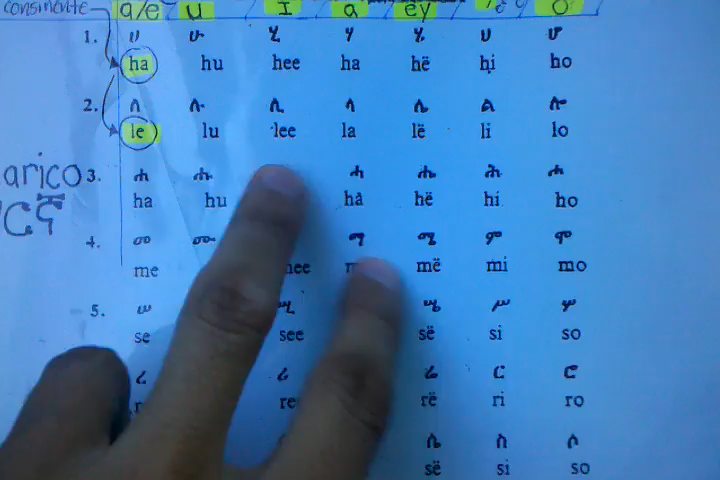 consonante a/e u I a ey O
1. ሀ ሁ ሂ ሃ ሄ ህ ሆ
ha hu hee ha hë hi ho
2. ለ ሉ ሊ ላ ሌ ል ሎ
le lu lee la lë li lo
arico
ርኛ
3. ሐ ሑ ሓ ሔ ሕ ሖ
ha hu ha hë hi ho
4. መ ሙ ማ ሜ ም ሞ
me më mi mo
5. ሠ ሢ ሤ ሥ ሦ
se see së si so
ረ ሪ ሬ ር ሮ
rë ri ro
ሴ ስ ሶ
së si so